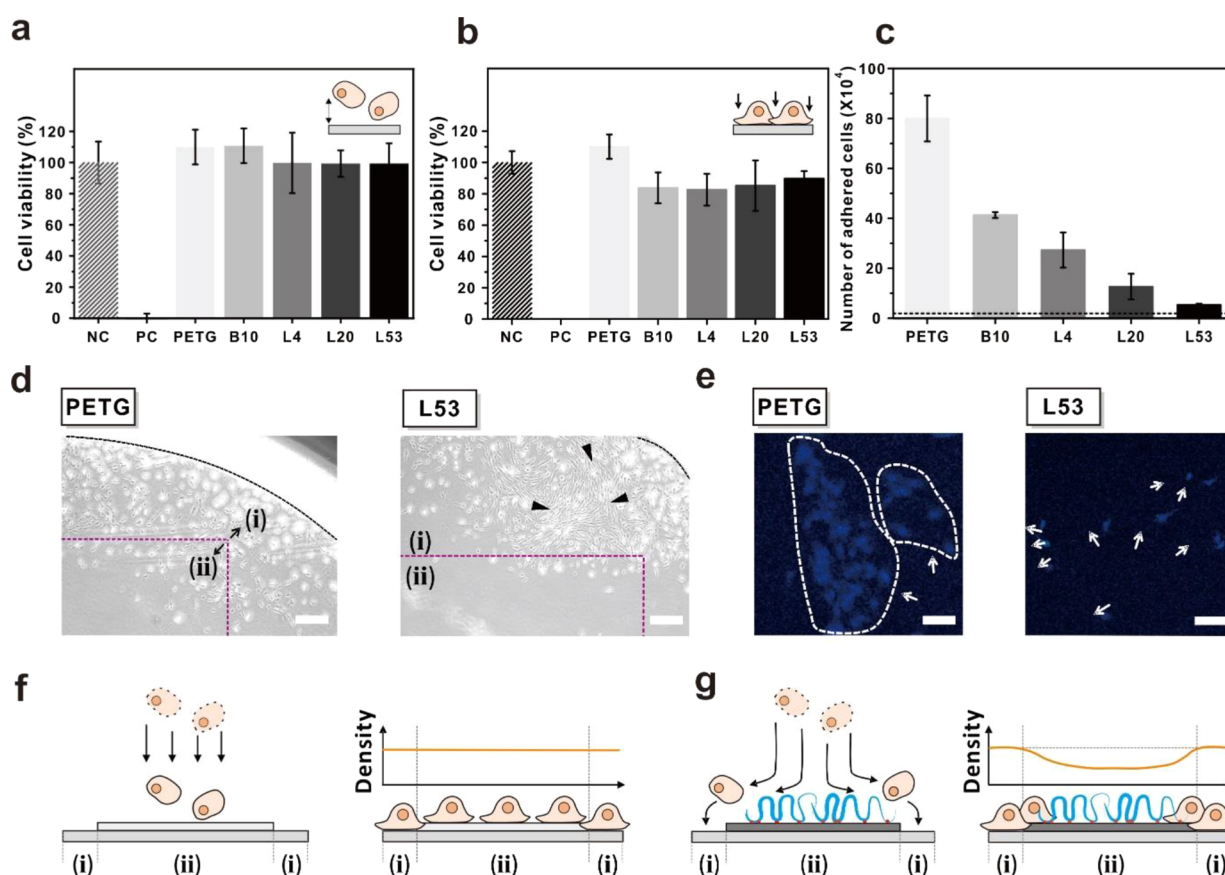 a
Cell viability (%)
120
100
80
60
40
20
0
NC PC PETG B10 L4 L20 L53
b
Cell viability (%)
120
100
80
60
40
20
0
NC PC PETG B10 L4 L20 L53
c
Number of adhered cells (X10⁴)
100
80
60
40
20
0
PETG B10 L4 L20 L53
d
PETG
(i)
(ii)
L53
(i)
(ii)
e
PETG
L53
f
(i) (ii) (i)
Density
(i) (ii) (i)
g
(i) (ii) (i)
Density
(i) (ii) (i)